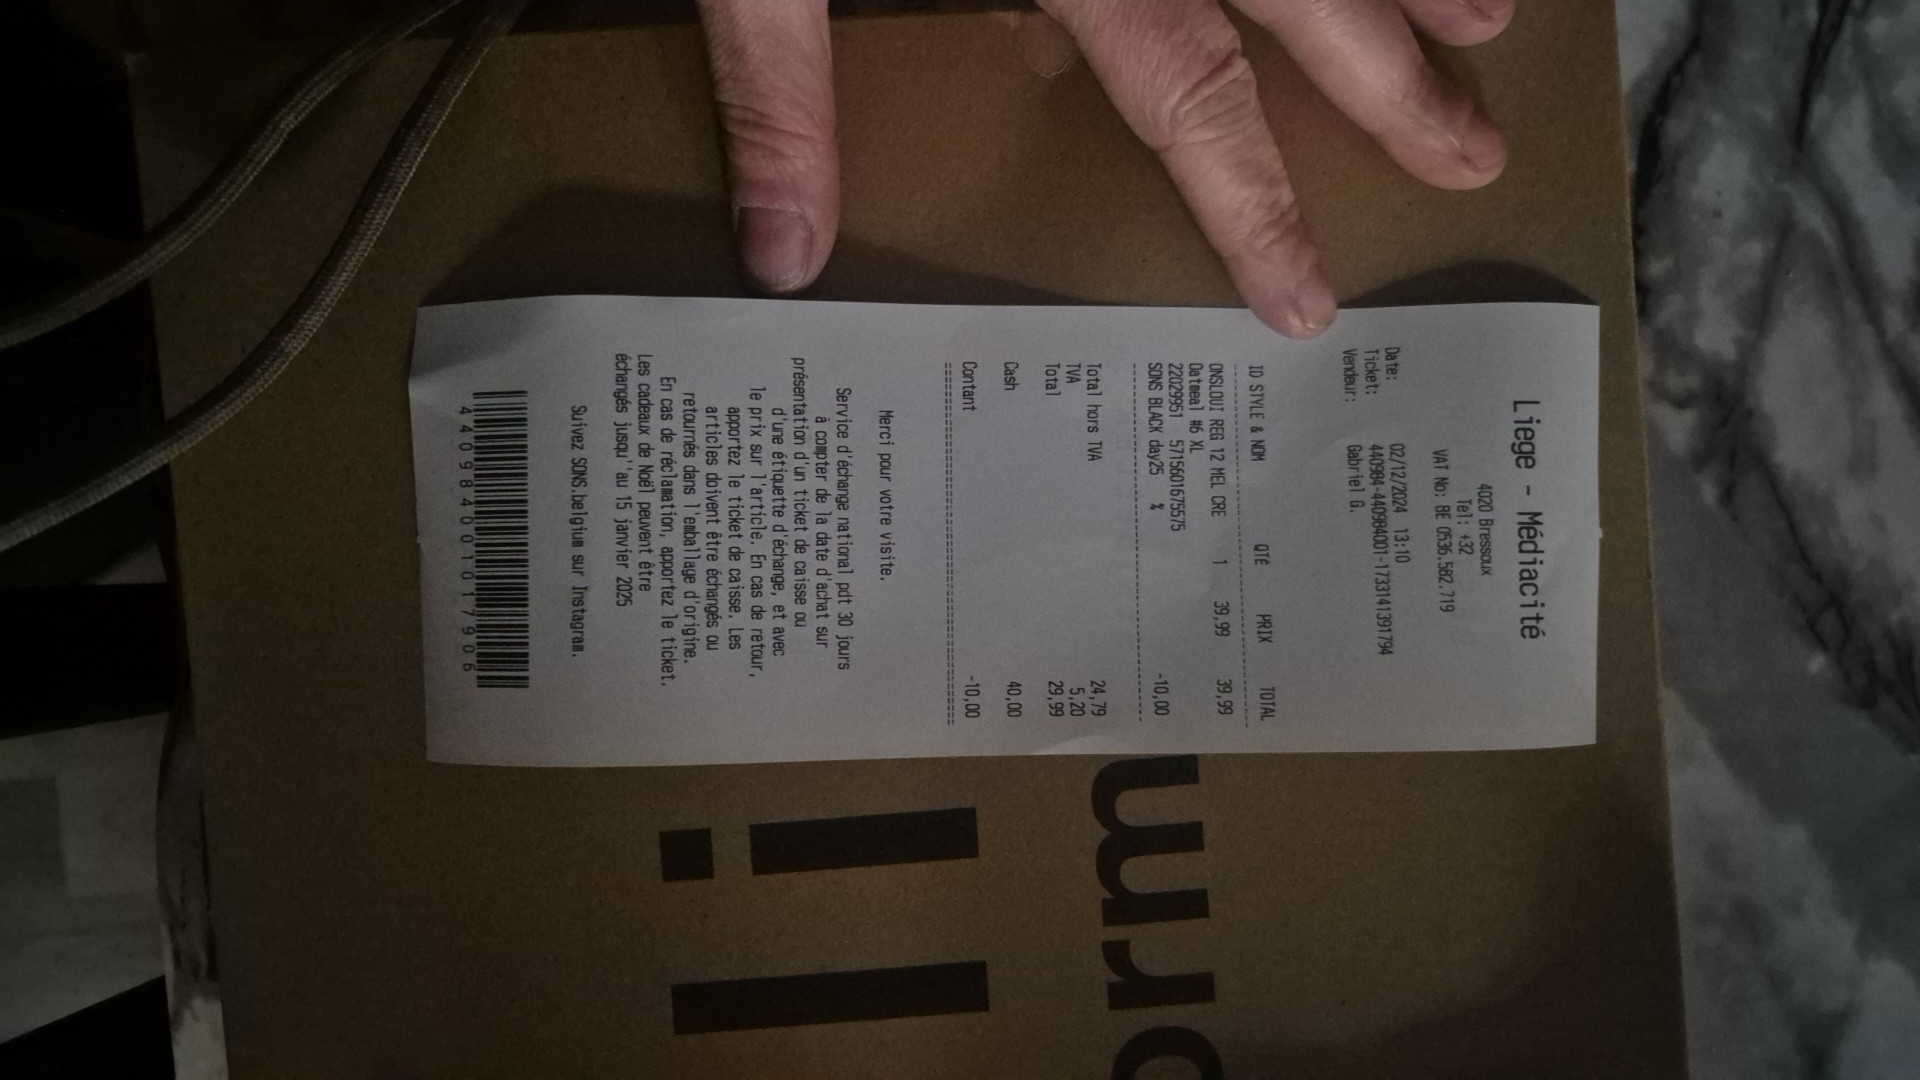 Liege - Médiacité
4020 Bressoux
Tel: +32
VAT No: BE 0536.582.719
Date: 02/12/2024 13:10
Ticket: 440984-440984001-1733141391794
Vendeur: Gabriel G.
ID STYLE & NOM QTÉ PRIX TOTAL
ONSLOUI REG 12 MEL CRE 1 39,99 39,99
Oatmeal #6 XL
22029951 5715601675575
SONS BLACK day25 % -10,00
Total hors TVA 24,79
TVA 5,20
Total 29,99
Cash 40,00
Contant -10,00
Merci pour votre visite.
Service d'échange national pdt 30 jours
à compter de la date d'achat sur
présentation d'un ticket de caisse ou
d'une étiquette d'échange, et avec
le prix sur l'article. En cas de retour,
apportez le ticket de caisse. Les
articles doivent être échangés ou
retournés dans l'emballage d'origine.
En cas de réclamation, apportez le ticket.
Les cadeaux de Noël peuvent être
échangés jusqu'au 15 janvier 2025
Suivez SONS.belgium sur Instagram.
440984001017906